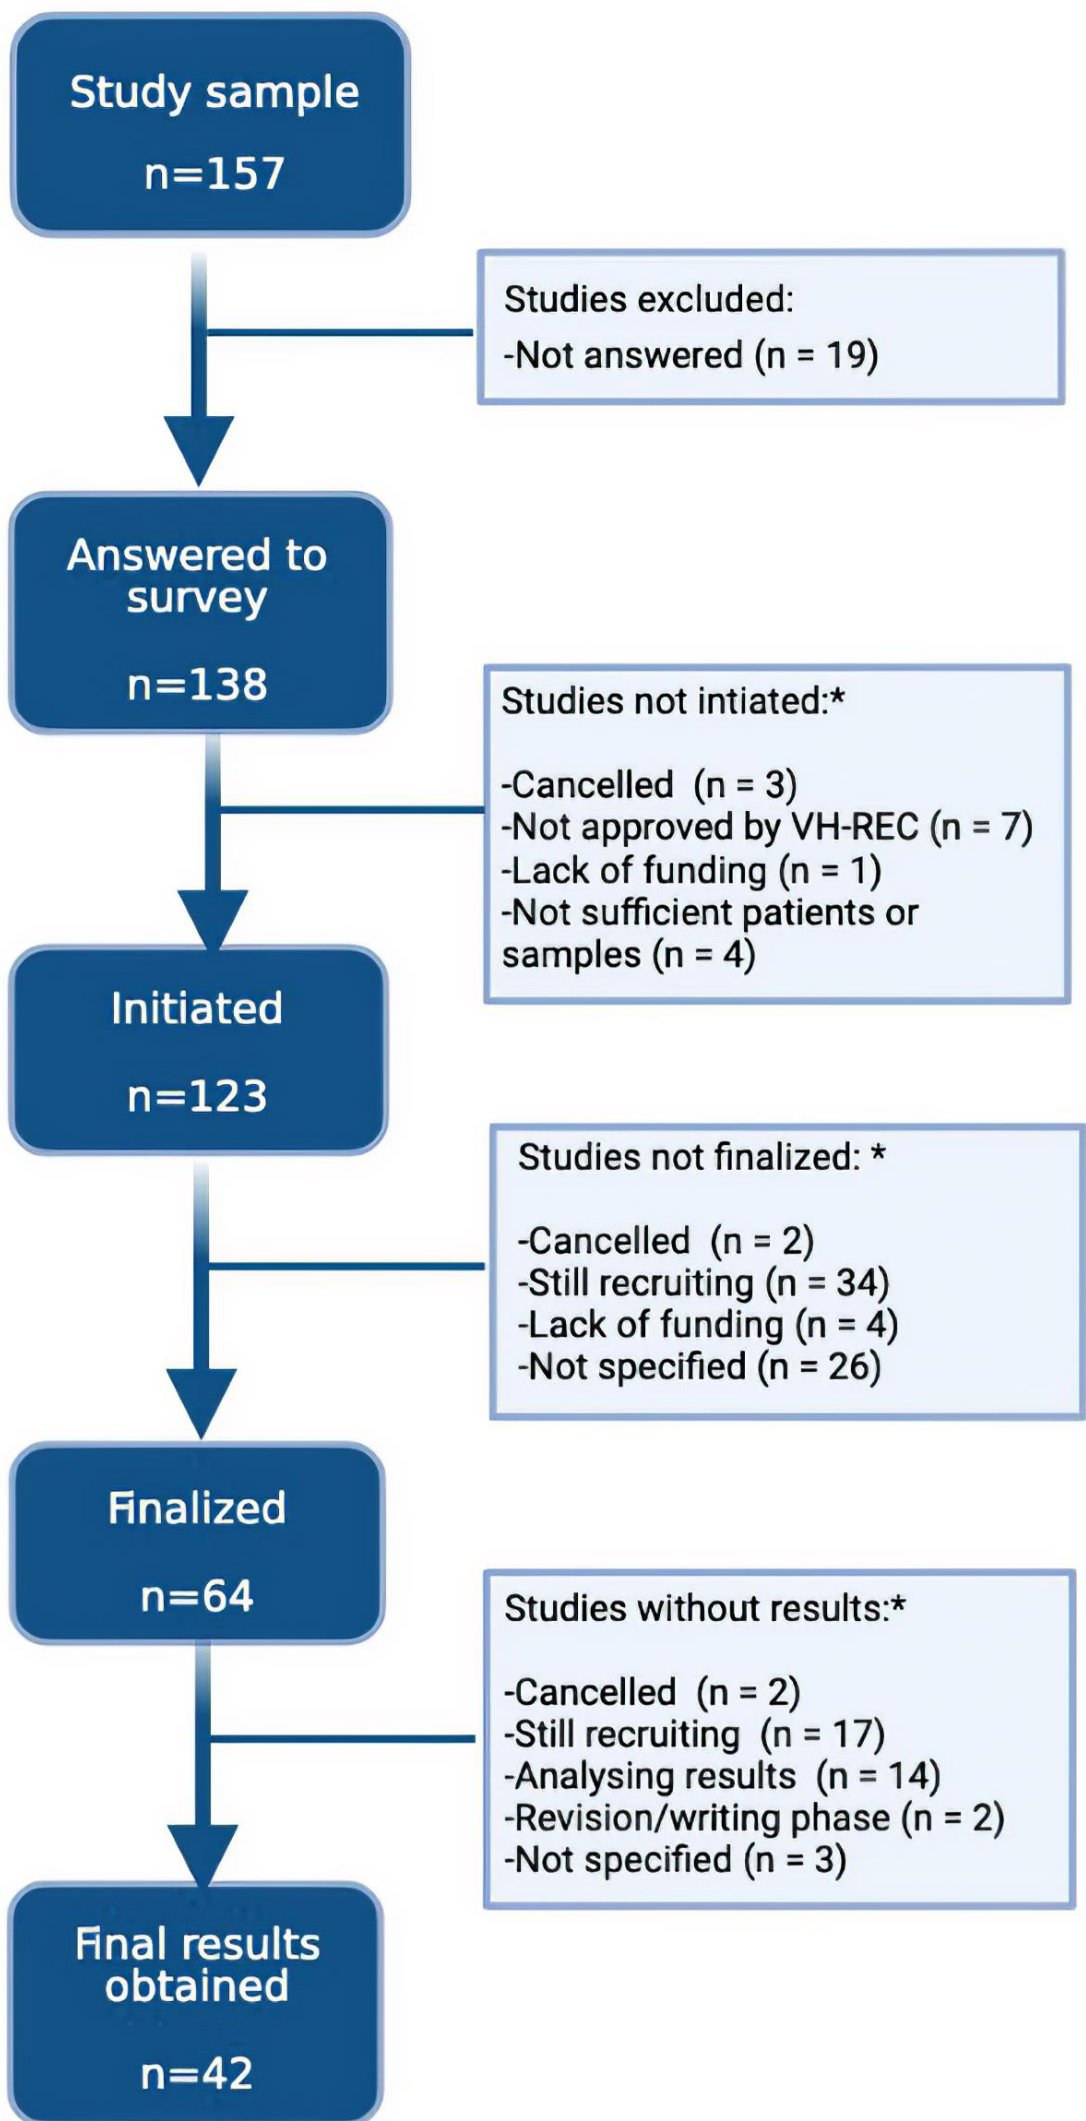 Study sample
n=157
Studies excluded:
-Not answered (n = 19)
Answered to
survey
n=138
Studies not intiated:*
-Cancelled  (n = 3)
-Not approved by VH-REC (n = 7)
-Lack of funding (n = 1)
-Not sufficient patients or
samples (n = 4)
Initiated
n=123
Studies not finalized: *
-Cancelled  (n = 2)
-Still recruiting (n = 34)
-Lack of funding (n = 4)
-Not specified (n = 26)
Finalized
n=64
Studies without results:*
-Cancelled  (n = 2)
-Still recruiting  (n = 17)
-Analysing results  (n = 14)
-Revision/writing phase (n = 2)
-Not specified (n = 3)
Final results
obtained
n=42